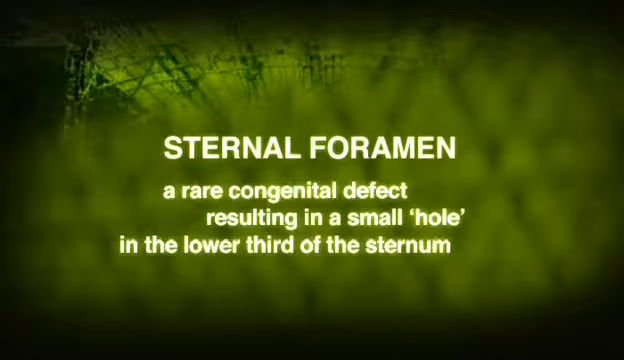 STERNAL FORAMEN
a rare congenital defect
resulting in a small ‘hole’
in the lower third of the sternum